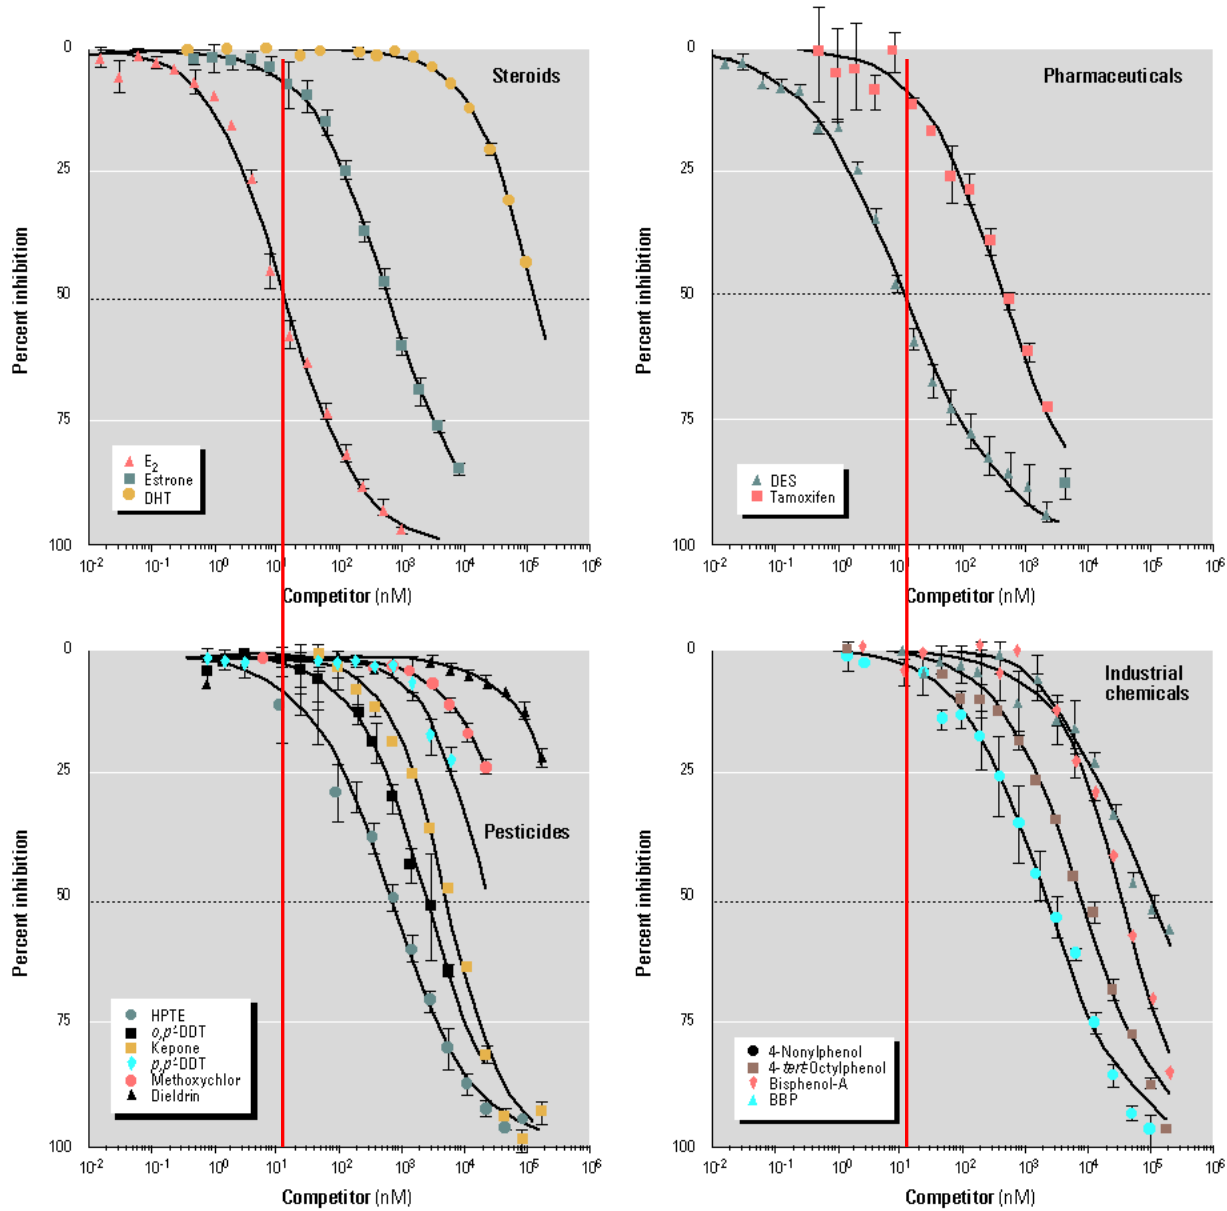 0
Steroids
25
Percent inhibition
50
75
E₂
Estrone
DHT
100
10⁻² 10⁻¹ 10⁰ 10¹ 10² 10³ 10⁴ 10⁵ 10⁶
Competitor (nM)
0
Pharmaceuticals
25
Percent inhibition
50
75
DES
Tamoxifen
100
10⁻² 10⁻¹ 10⁰ 10¹ 10² 10³ 10⁴ 10⁵ 10⁶
Competitor (nM)
0
25
Pesticides
Percent inhibition
50
75
HPTE
o,p′-DDT
Kepone
p,p′-DDT
Methoxychlor
Dieldrin
100
10⁻² 10⁻¹ 10⁰ 10¹ 10² 10³ 10⁴ 10⁵ 10⁶
Competitor (nM)
0
Industrial
chemicals
25
Percent inhibition
50
75
4-Nonylphenol
4-tert-Octylphenol
Bisphenol-A
BBP
100
10⁻² 10⁻¹ 10⁰ 10¹ 10² 10³ 10⁴ 10⁵ 10⁶
Competitor (nM)